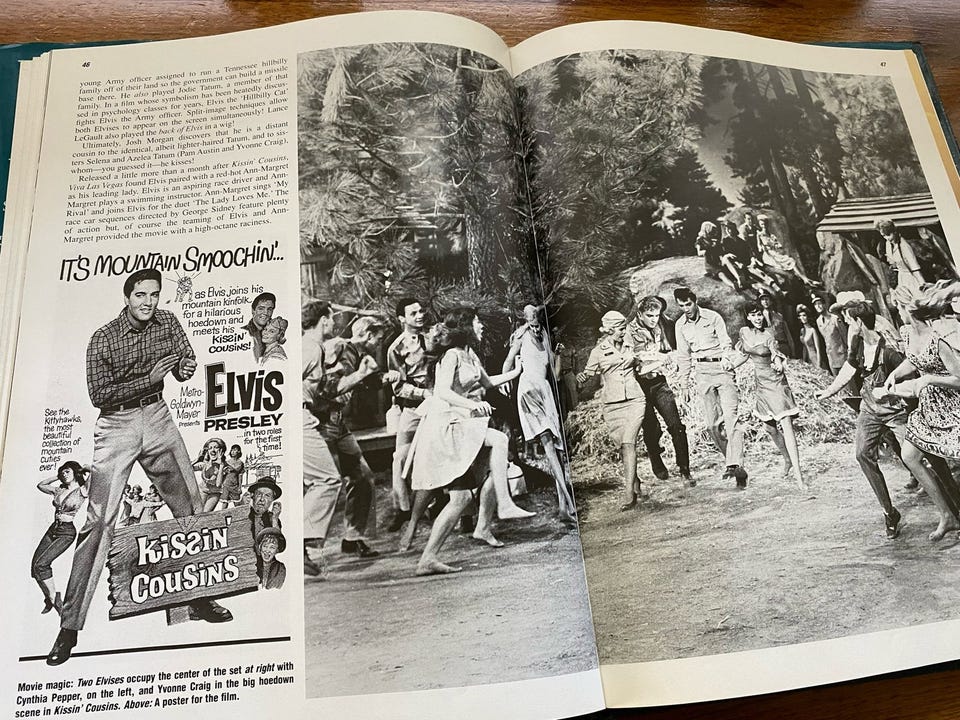 46
young Army officer assigned to run a Tennessee hillbilly
family off of their land so the government can build a missile
base there. He also played Jodie Tatum, a member of that
family. In a film whose symbolism has been heatedly discus-
sed in psychology classes for years, Elvis the 'Hillbilly Cat'
fights Elvis the Army officer. Split-image techniques allow
both Elvises to appear on the screen simultaneously! Lance
LeGault also played the back of Elvis in a wig!
Ultimately, Josh Morgan discovers that he is a distant
cousin to the identical, albeit lighter-haired Tatum, and to sis-
ters Selena and Azelea Tatum (Pam Austin and Yvonne Craig),
whom—you guessed it—he kisses!
Released a little more than a month after Kissin' Cousins,
Viva Las Vegas found Elvis paired with a red-hot Ann-Margret
as his leading lady. Elvis is an aspiring race driver and Ann-
Margret plays a swimming instructor. Ann-Margret sings 'My
Rival' and joins Elvis for the duet 'The Lady Loves Me.' The
race car sequences directed by George Sidney feature plenty
of action but, of course the teaming of Elvis and Ann-
Margret provided the movie with a high-octane raciness.
IT'S MOUNTAIN SMOOCHIN'...
as Elvis joins his
mountain kinfolk...
for a hilarious
hoedown and
meets his
KISSIN'
COUSINS!
Metro-
Goldwyn-
Mayer
Presents
ELVIS
PRESLEY
...in two roles
for the first
time!
See the
Kittyhawks,
the most
beautiful
collection of
mountain
cuties
ever!
KISSIN'
COUSINS
Movie magic: Two Elvises occupy the center of the set at right with
Cynthia Pepper, on the left, and Yvonne Craig in the big hoedown
scene in Kissin' Cousins. Above: A poster for the film.
47